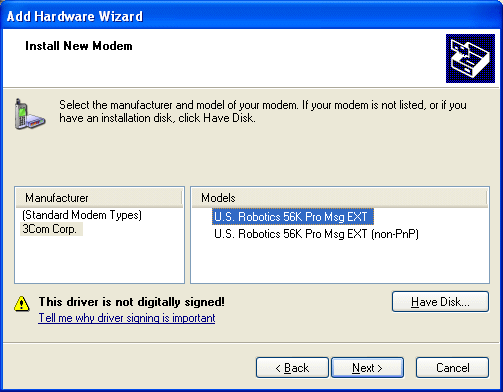 Add Hardware Wizard
Install New Modem
Select the manufacturer and model of your modem. If your modem is not listed, or if you
have an installation disk, click Have Disk.
Manufacturer
(Standard Modem Types)
3Com Corp.
Models
U.S. Robotics 56K Pro Msg EXT
U.S. Robotics 56K Pro Msg EXT (non-PnP)
This driver is not digitally signed!
Tell me why driver signing is important
Have Disk...
< Back
Next >
Cancel